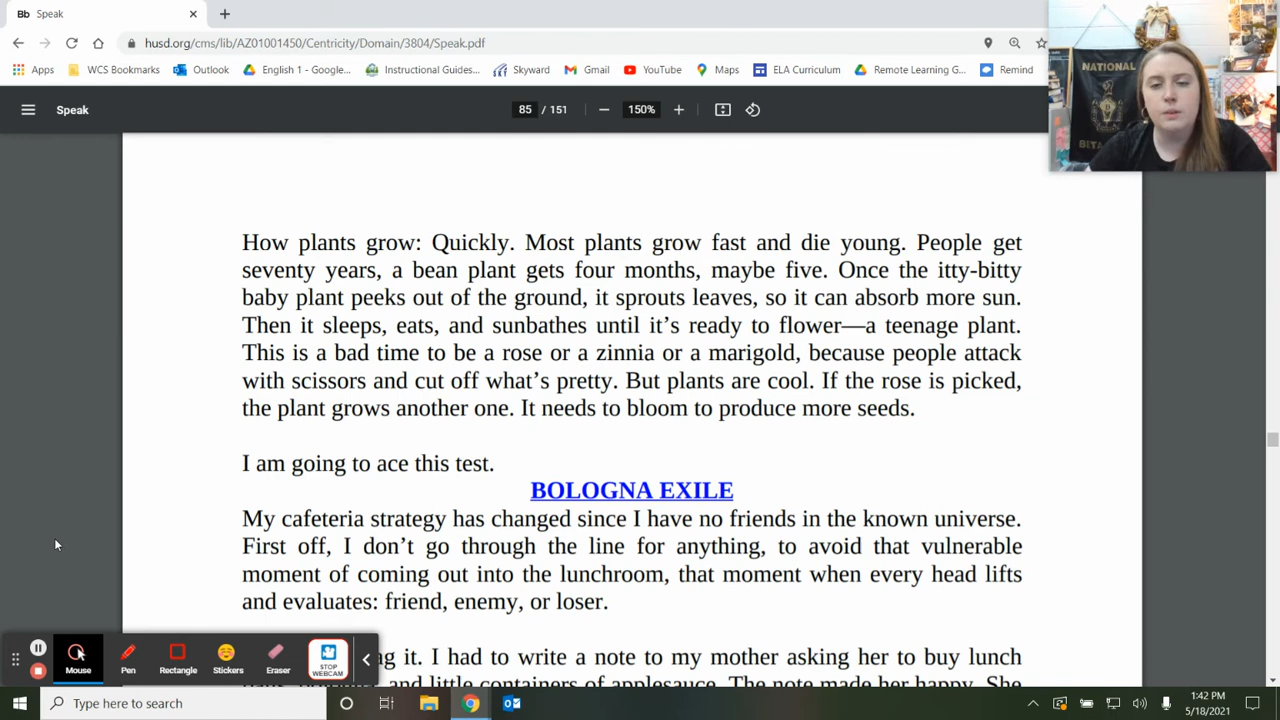 Bb Speak
husd.org/cms/lib/AZ01001450/Centricity/Domain/3804/Speak.pdf
Apps WCS Bookmarks Outlook English 1 - Google... Instructional Guides... Skyward Gmail YouTube Maps ELA Curriculum Remote Learning G... Remind
Speak 85 / 151 150%
NATIONAL
BETA
How plants grow: Quickly. Most plants grow fast and die young. People get
seventy years, a bean plant gets four months, maybe five. Once the itty-bitty
baby plant peeks out of the ground, it sprouts leaves, so it can absorb more sun.
Then it sleeps, eats, and sunbathes until it’s ready to flower—a teenage plant.
This is a bad time to be a rose or a zinnia or a marigold, because people attack
with scissors and cut off what’s pretty. But plants are cool. If the rose is picked,
the plant grows another one. It needs to bloom to produce more seeds.
I am going to ace this test.
BOLOGNA EXILE
My cafeteria strategy has changed since I have no friends in the known universe.
First off, I don’t go through the line for anything, to avoid that vulnerable
moment of coming out into the lunchroom, that moment when every head lifts
and evaluates: friend, enemy, or loser.
ag it. I had to write a note to my mother asking her to buy lunch
and little containers of applesauce. The note made her happy. She
Mouse Pen Rectangle Stickers Eraser STOP WEBCAM
Type here to search
1:42 PM
5/18/2021